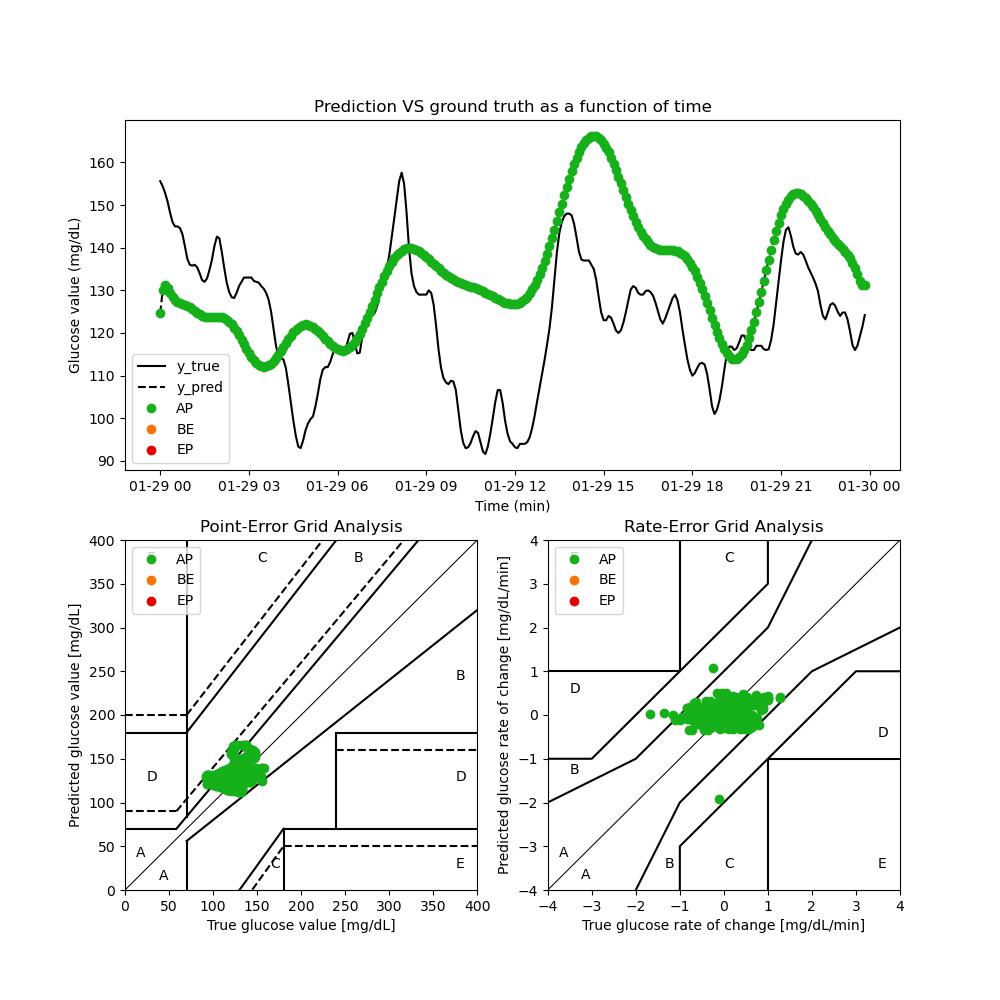 Prediction VS ground truth as a function of time
Glucose value (mg/dL)
160
150
140
130
120
110
100
90
y_true
y_pred
AP
BE
EP
01-29 00 01-29 03 01-29 06 01-29 09 01-29 12 01-29 15 01-29 18 01-29 21 01-30 00
Time (min)
Point-Error Grid Analysis
Predicted glucose value [mg/dL]
400
350
300
250
200
150
100
50
0
AP
BE
EP
C B
B
D D
A A C E
0 50 100 150 200 250 300 350 400
True glucose value [mg/dL]
Rate-Error Grid Analysis
Predicted glucose rate of change [mg/dL/min]
4
3
2
1
0
−1
−2
−3
−4
AP
BE
EP
C
D
D
B
A A B C E
−4 −3 −2 −1 0 1 2 3 4
True glucose rate of change [mg/dL/min]